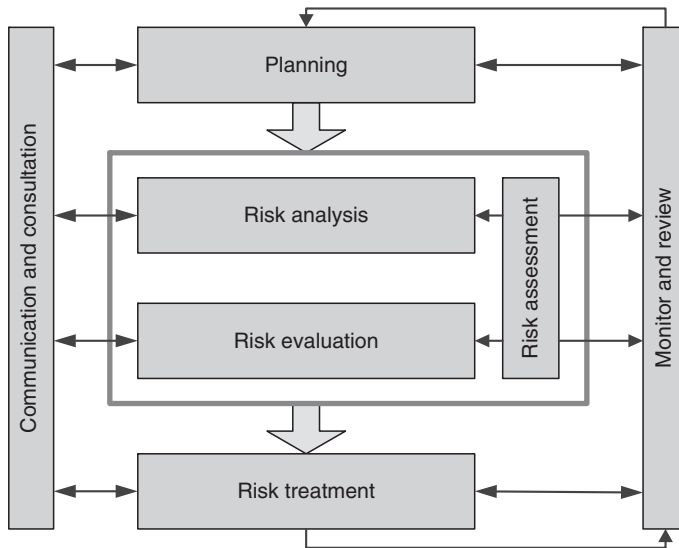 Planning
Communication and consultation
Risk analysis
Risk assessment
Monitor and review
Risk evaluation
Risk treatment